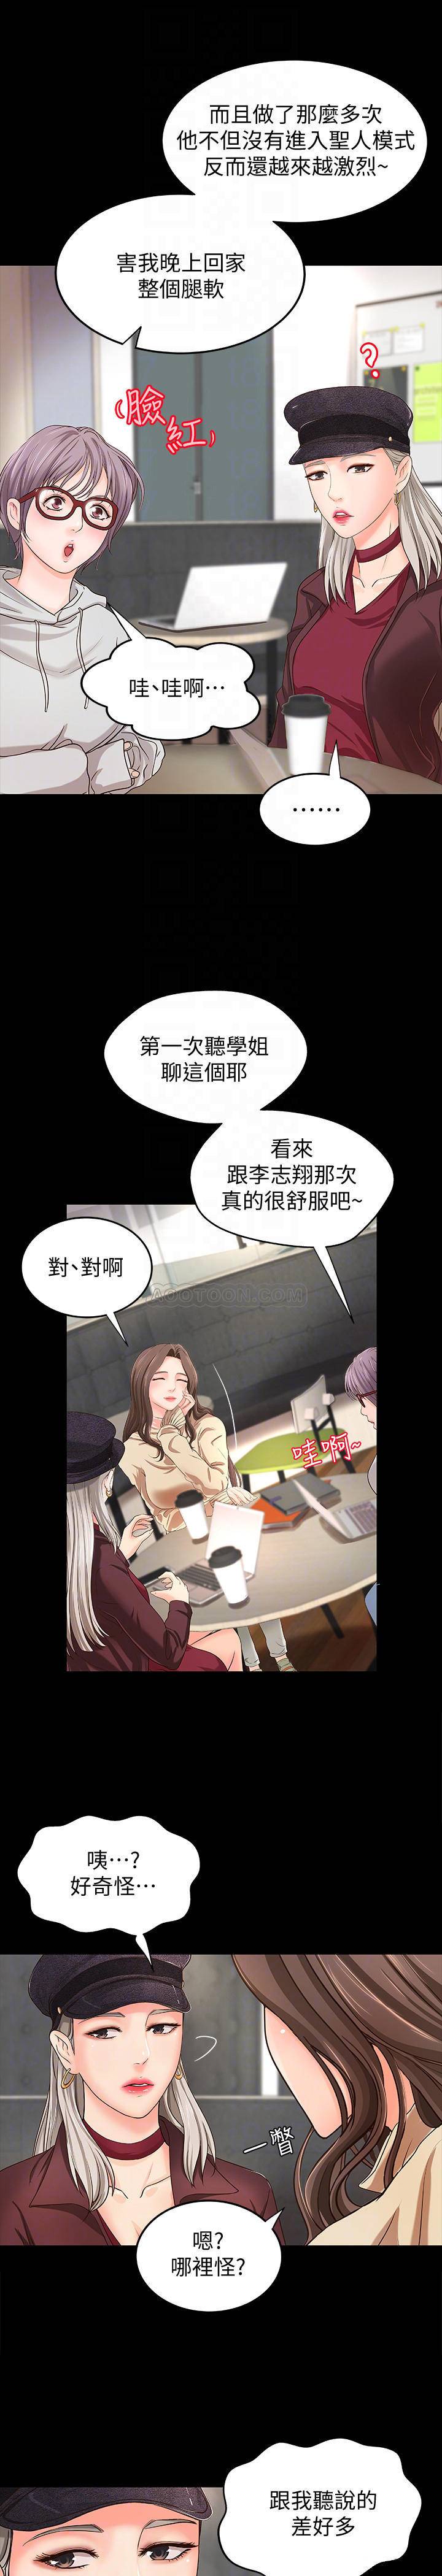 而且做了那麼多次
他不但沒有進入聖人模式
反而還越來越激烈~
害我晚上回家
整個腿軟
?
(臉紅)
哇、哇啊…
……
第一次聽學姐
聊這個耶
看來
跟李志翔那次
真的很舒服吧~
對、對啊
AOOTOON.COM
哇啊~
咦…?
好奇怪…
一瞥
嗯?
哪裡怪?
跟我聽說的
差好多